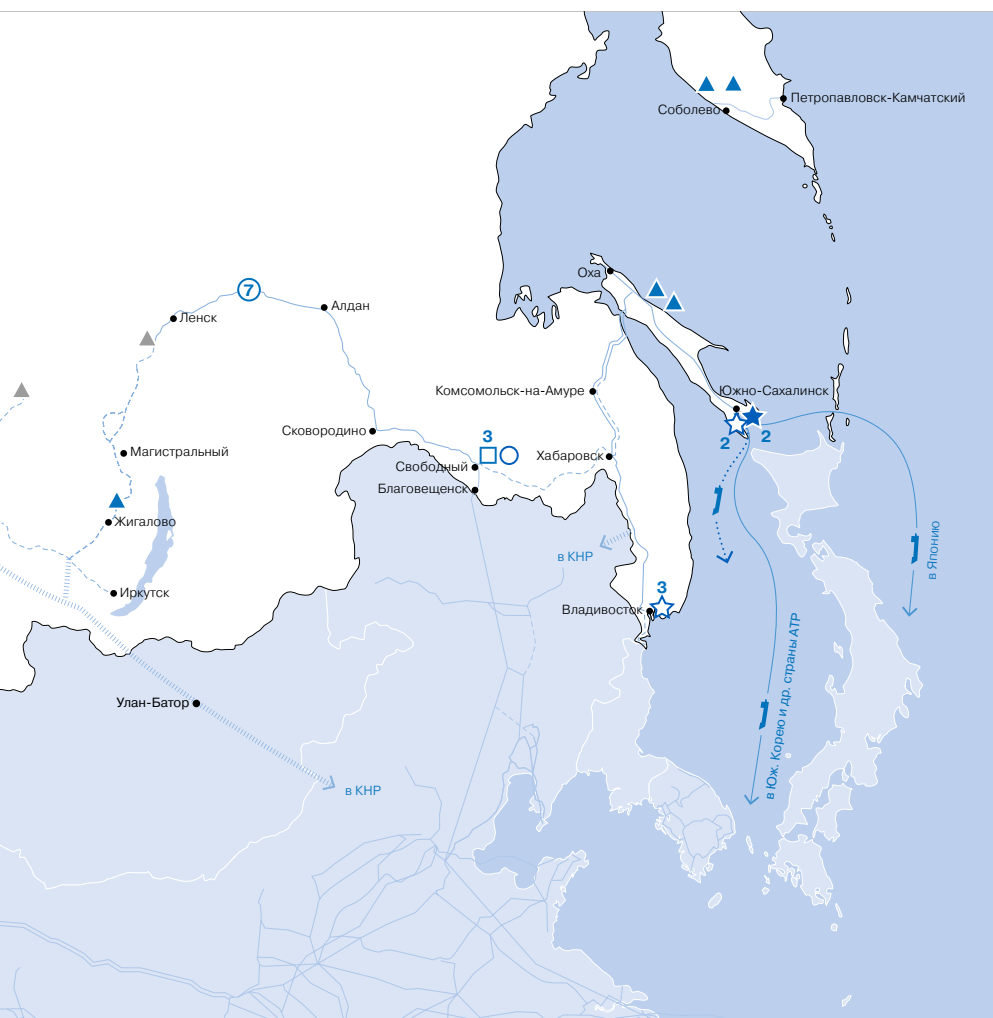 Петропавловск-Камчатский
Соболево
Оха
7
Алдан
Ленск
Комсомольск-на-Амуре
Южно-Сахалинск
Сковородино
3
2
2
Магистральный
Хабаровск
Свободный
Благовещенск
Жигалово
в КНР
в Японию
Иркутск
3
Владивосток
в Юж. Корею и др. страны АТР
Улан-Батор
в КНР